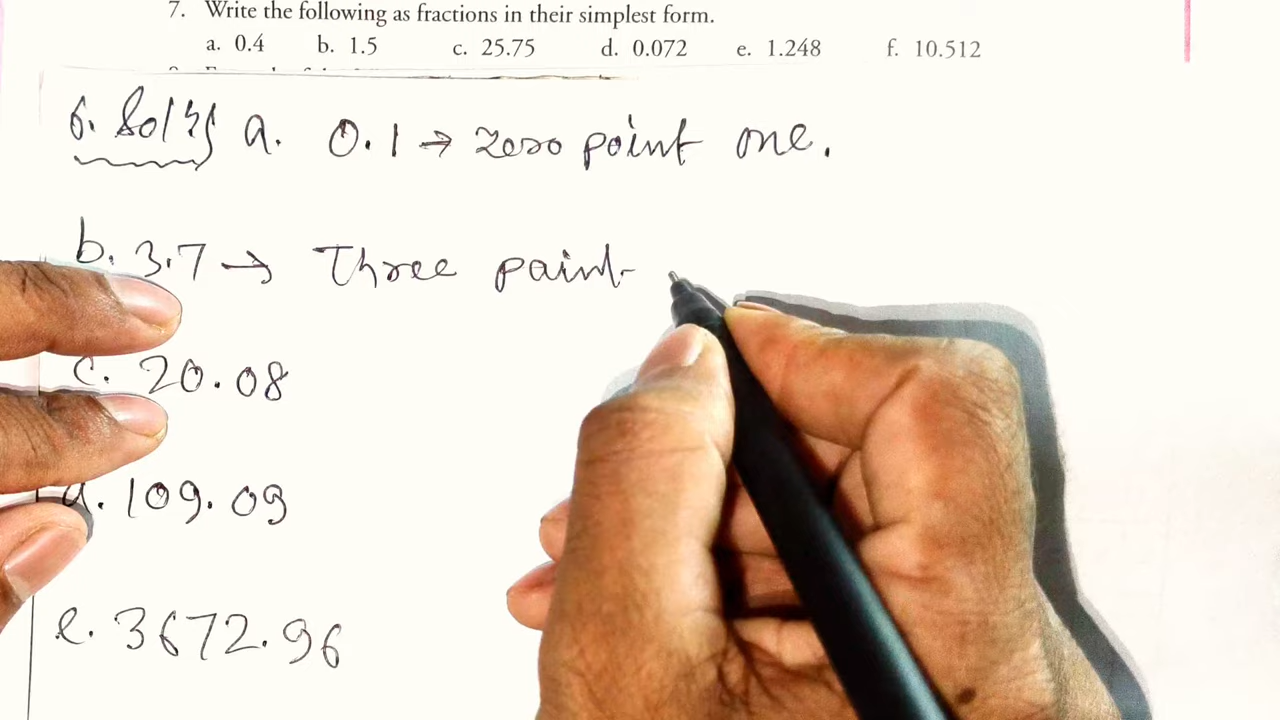 7. Write the following as fractions in their simplest form.
a. 0.4 b. 1.5 c. 25.75 d. 0.072 e. 1.248 f. 10.512
6. Sol a. 0.1 → Zero point one.
b. 3.7 → Three point
c. 20.08
d. 109.09
e. 3672.96